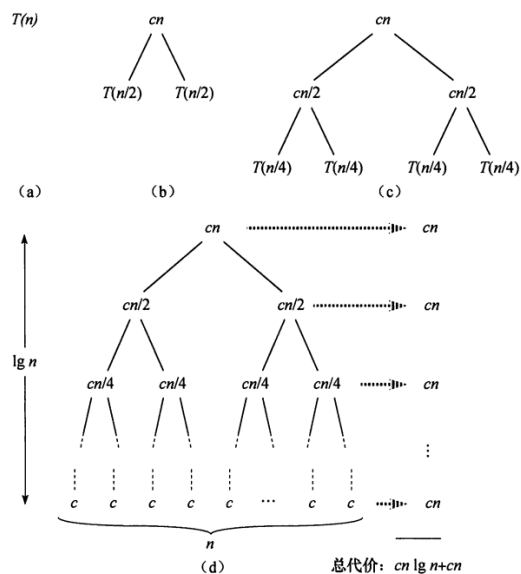 T(n) cn cn
T(n/2) T(n/2) cn/2 cn/2
T(n/4) T(n/4) T(n/4) T(n/4)
(a) (b) (c)
cn cn
cn/2 cn/2 cn
lg n
cn/4 cn/4 cn/4 cn/4 cn
⋮
c c c c c … c c cn
n
(d) 总代价: cn lg n+cn